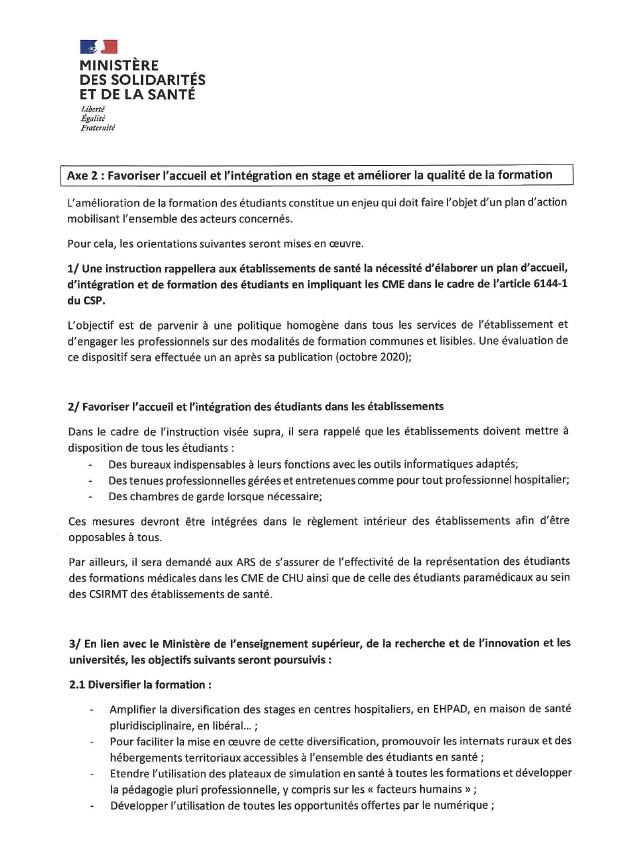 MINISTÈRE
DES SOLIDARITÉS
ET DE LA SANTÉ
Liberté
Égalité
Fraternité
Axe 2 : Favoriser l'accueil et l'intégration en stage et améliorer la qualité de la formation
L'amélioration de la formation des étudiants constitue un enjeu qui doit faire l'objet d'un plan d'action
mobilisant l'ensemble des acteurs concernés.
Pour cela, les orientations suivantes seront mises en œuvre.
1/ Une instruction rappellera aux établissements de santé la nécessité d'élaborer un plan d'accueil,
d'intégration et de formation des étudiants en impliquant les CME dans le cadre de l'article 6144-1
du CSP.
L'objectif est de parvenir à une politique homogène dans tous les services de l'établissement et
d'engager les professionnels sur des modalités de formation communes et lisibles. Une évaluation de
ce dispositif sera effectuée un an après sa publication (octobre 2020);
2/ Favoriser l'accueil et l'intégration des étudiants dans les établissements
Dans le cadre de l'instruction visée supra, il sera rappelé que les établissements doivent mettre à
disposition de tous les étudiants :
- Des bureaux indispensables à leurs fonctions avec les outils informatiques adaptés;
- Des tenues professionnelles gérées et entretenues comme pour tout professionnel hospitalier;
- Des chambres de garde lorsque nécessaire;
Ces mesures devront être intégrées dans le règlement intérieur des établissements afin d'être
opposables à tous.
Par ailleurs, il sera demandé aux ARS de s'assurer de l'effectivité de la représentation des étudiants
des formations médicales dans les CME de CHU ainsi que de celle des étudiants paramédicaux au sein
des CSIRMT des établissements de santé.
3/ En lien avec le Ministère de l'enseignement supérieur, de la recherche et de l'innovation et les
universités, les objectifs suivants seront poursuivis :
2.1 Diversifier la formation :
- Amplifier la diversification des stages en centres hospitaliers, en EHPAD, en maison de santé
pluridisciplinaire, en libéral… ;
- Pour faciliter la mise en œuvre de cette diversification, promouvoir les internats ruraux et des
hébergements territoriaux accessibles à l'ensemble des étudiants en santé ;
- Etendre l'utilisation des plateaux de simulation en santé à toutes les formations et développer
la pédagogie pluri professionnelle, y compris sur les « facteurs humains » ;
- Développer l'utilisation de toutes les opportunités offertes par le numérique ;